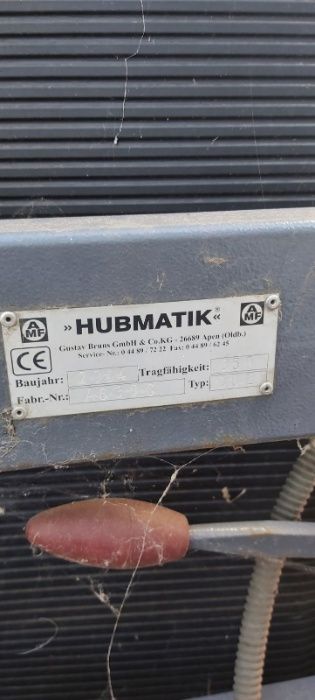 AMF »HUBMATIK® AMF
Gustav Bruns GmbH & Co.KG - 26689 Apen (Oldb.)
Service- Nr.: 0 44 89 / 72 22 Fax: 0 44 89 / 62 45
CE
Baujahr: Tragfähigkeit:
Fabr.-Nr.: Typ: